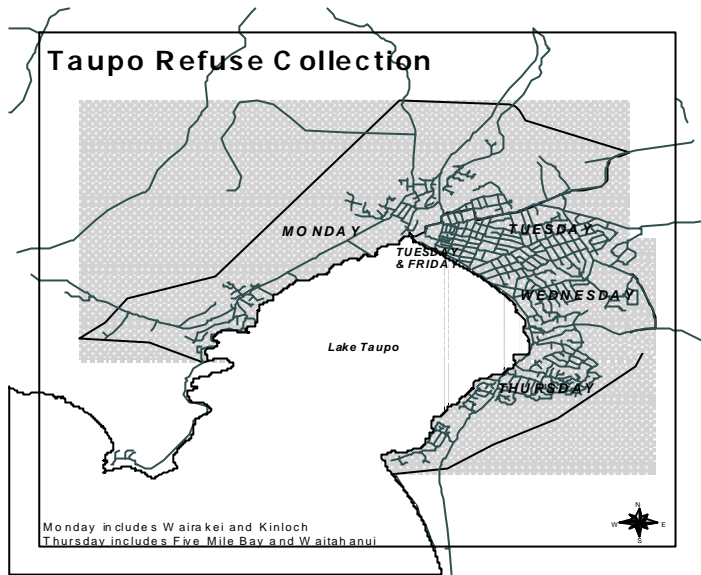 Taupo Refuse Collection
MONDAY
TUESDAY
TUESDAY
& FRIDAY
WEDNESDAY
Lake Taupo
THURSDAY
Monday includes Wairakei and Kinloch
Thursday includes Five Mile Bay and Waitahanui
N
W E
S